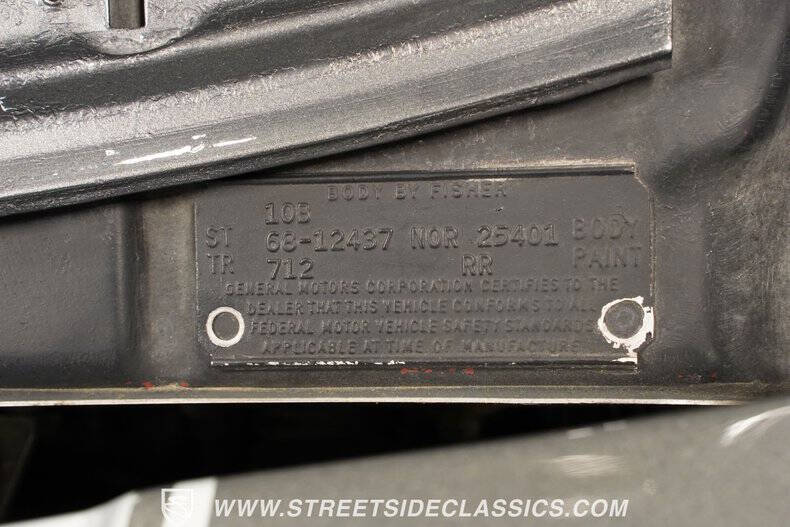 BODY BY FISHER
10B
ST 68-12437 NOR 25401 BODY
TR 712 RR PAINT
GENERAL MOTORS CORPORATION CERTIFIES TO THE
DEALER THAT THIS VEHICLE CONFORMS TO ALL
FEDERAL MOTOR VEHICLE SAFETY STANDARDS
APPLICABLE AT TIME OF MANUFACTURE
WWW.STREETSIDECLASSICS.COM